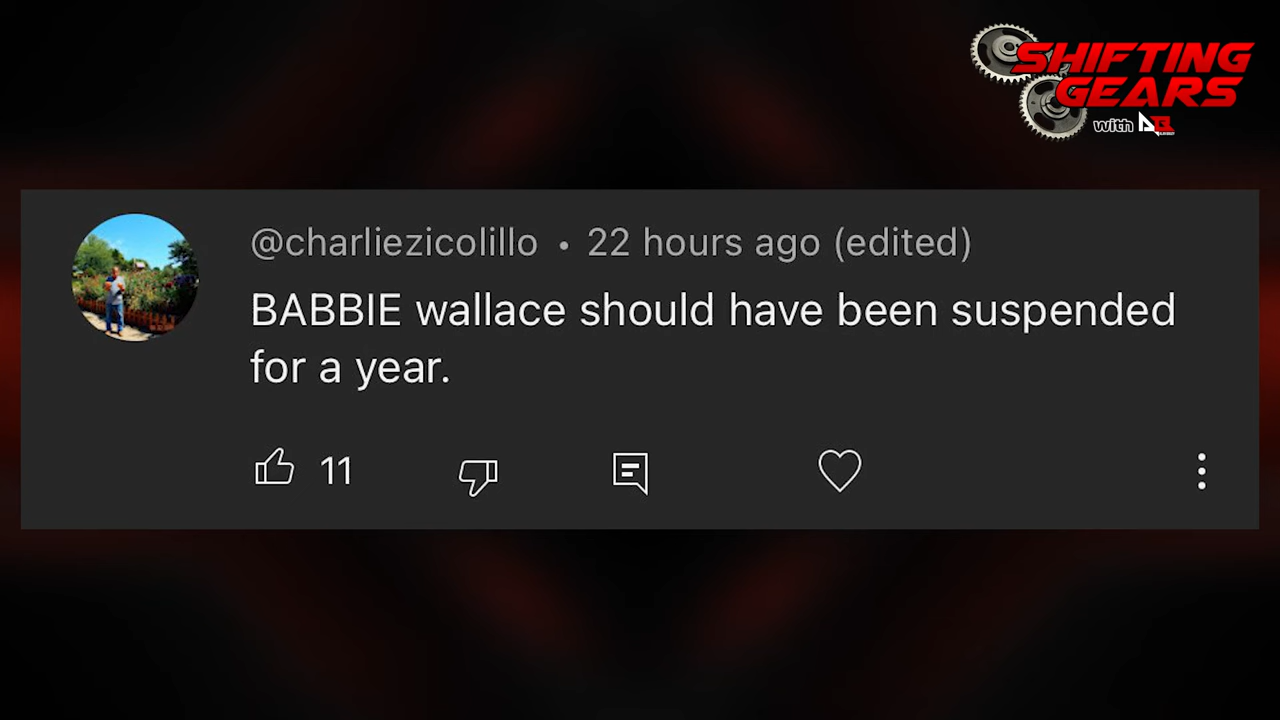 SHIFTING
GEARS
with
@charliezicolillo • 22 hours ago (edited)
BABBIE wallace should have been suspended
for a year.
11